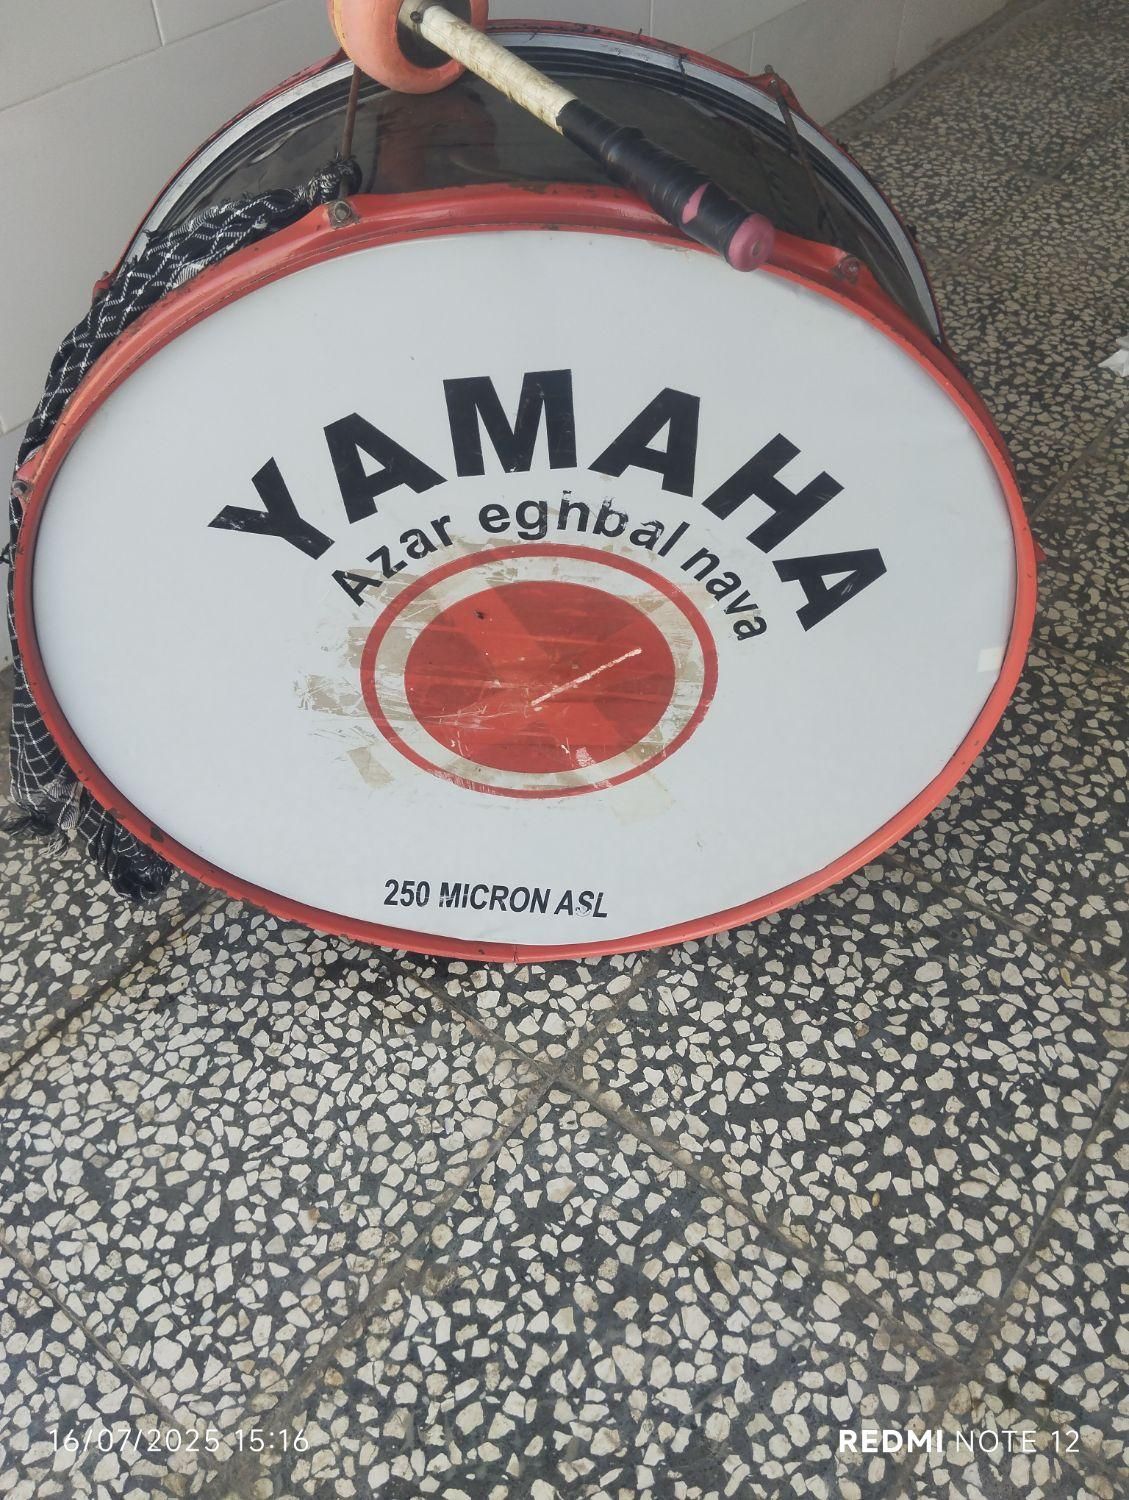 YAMAHA
Azar eghbal nava
250 MICRON ASL
16/07/2025 15:16
REDMI NOTE 12